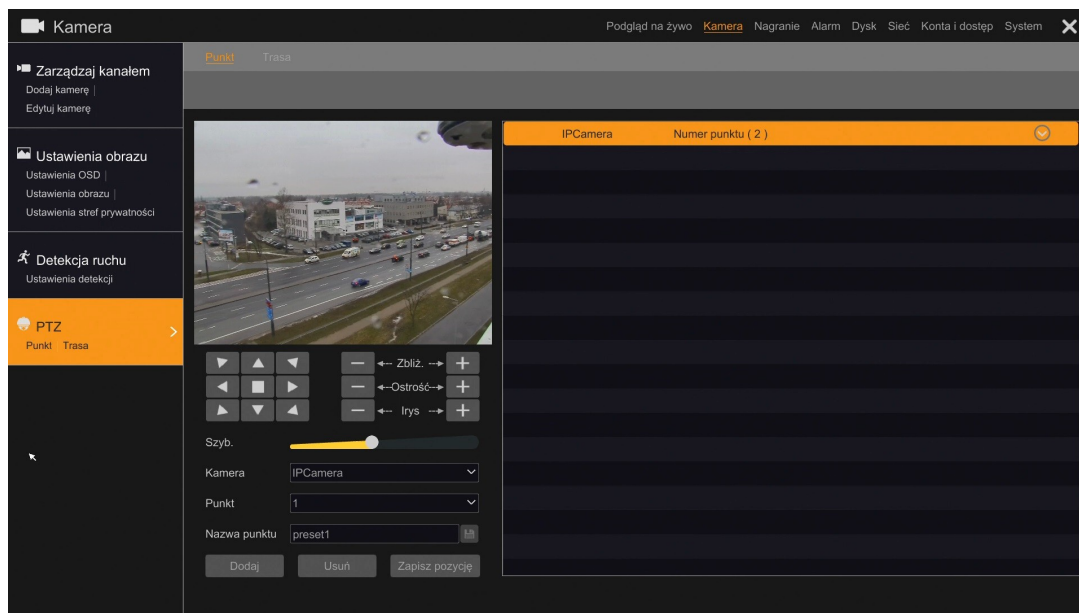 Kamera
Podgląd na żywo Kamera Nagranie Alarm Dysk Sieć Konta i dostęp System
Zarządzaj kanałem
Dodaj kamerę |
Edytuj kamerę
Ustawienia obrazu
Ustawienia OSD |
Ustawienia obrazu |
Ustawienia stref prywatności
Detekcja ruchu
Ustawienia detekcji
PTZ
Punkt Trasa
Punkt Trasa
IPCamera Numer punktu ( 2 )
Zbliż.
Ostrość
Irys
Szyb.
Kamera IPCamera
Punkt 1
Nazwa punktu preset1
Dodaj Usuń Zapisz pozycję